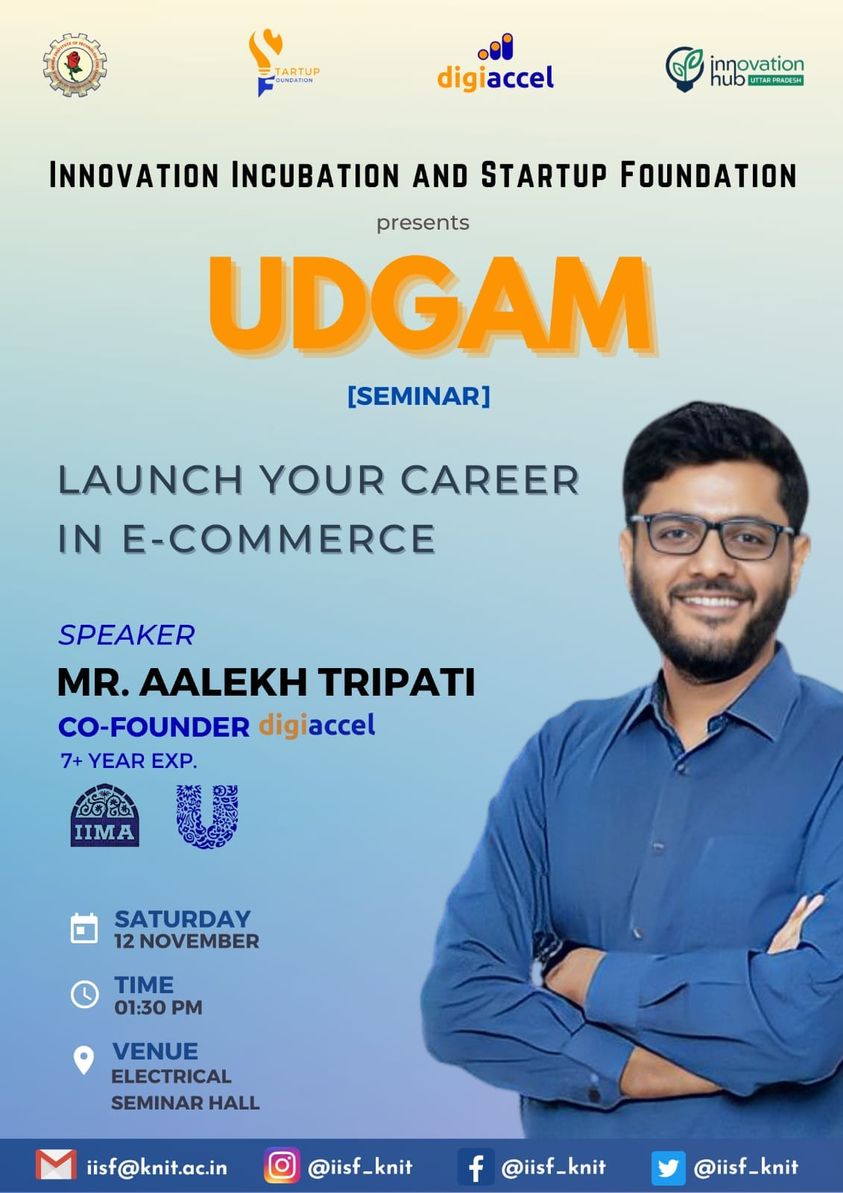 STARTUP
FOUNDATION
digiaccel
innovation
hub UTTAR PRADESH
INNOVATION INCUBATION AND STARTUP FOUNDATION
presents
UDGAM
[SEMINAR]
LAUNCH YOUR CAREER
IN E-COMMERCE
SPEAKER
MR. AALEKH TRIPATI
CO-FOUNDER digiaccel
7+ YEAR EXP.
IIMA
SATURDAY
12 NOVEMBER
TIME
01:30 PM
VENUE
ELECTRICAL
SEMINAR HALL
iisf@knit.ac.in @iisf_knit @iisf_knit @iisf_knit